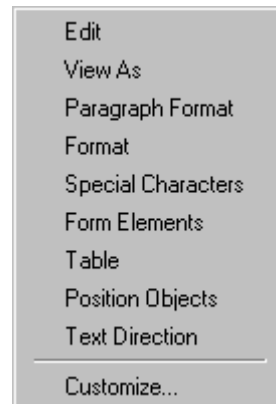 Edit
View As
Paragraph Format
Format
Special Characters
Form Elements
Table
Position Objects
Text Direction
Customize...